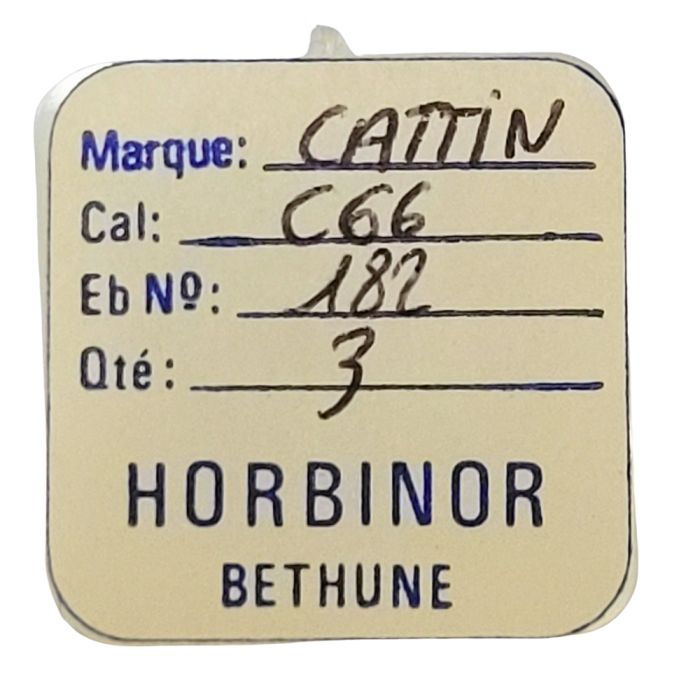 Marque: CATTIN
Cal: C66
Eb Nº: 182
Qté: 3
HORBINOR
BETHUNE